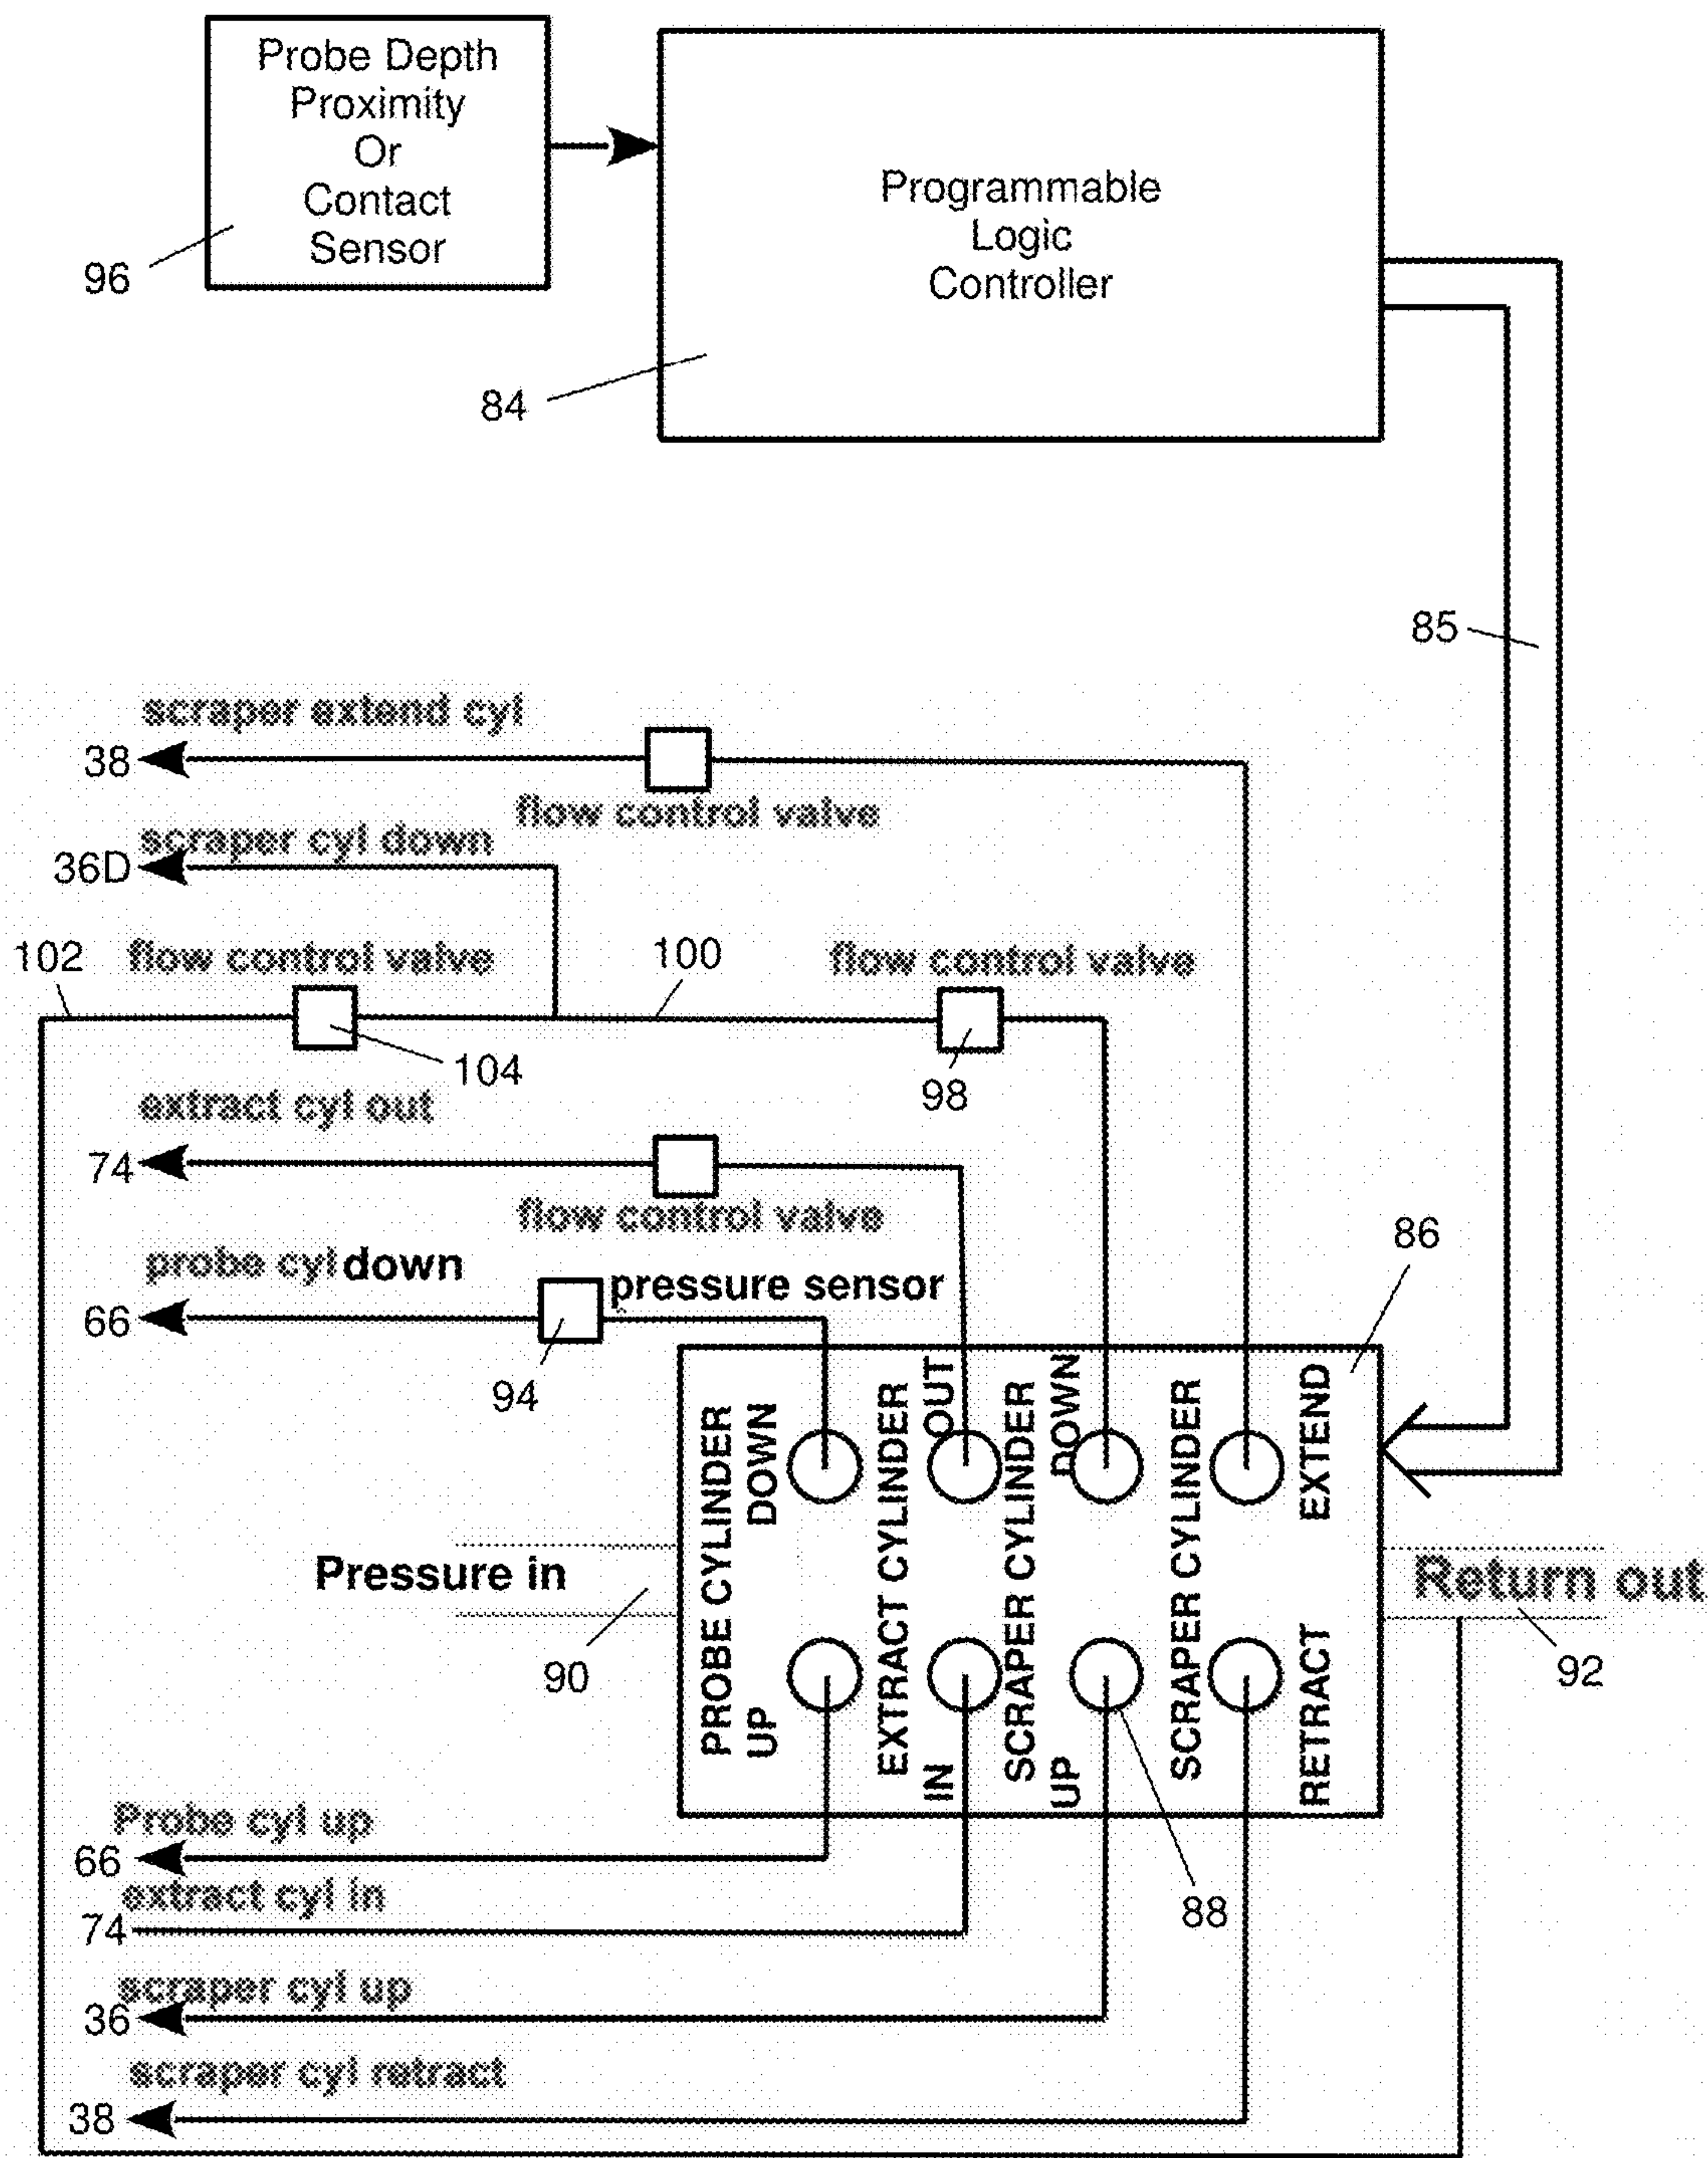 Probe Depth
Proximity
Or
Contact
Sensor
96
Programmable
Logic
Controller
84
85
scraper extend cyl
38
flow control valve
scraper cyl down
36D
102
flow control valve
100
flow control valve
104
98
extract cyl out
74
flow control valve
probe cyl down
66
pressure sensor
94
86
PROBE CYLINDER
DOWN
UP
EXTRACT CYLINDER
OUT
IN
SCRAPER CYLINDER
DOWN
UP
SCRAPER CYLINDER
EXTEND
RETRACT
Pressure in
90
Return out
92
88
Probe cyl up
66
extract cyl in
74
scraper cyl up
36
scraper cyl retract
38